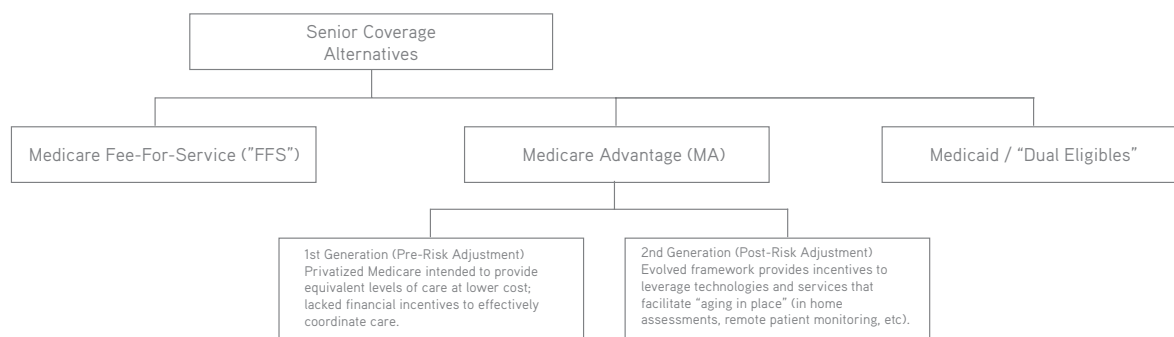 Senior Coverage
Alternatives
Medicare Fee-For-Service (”FFS”)
Medicare Advantage (MA)
Medicaid / “Dual Eligibles”
1st Generation (Pre-Risk Adjustment)
Privatized Medicare intended to provide
equivalent levels of care at lower cost;
lacked financial incentives to effectively
coordinate care.
2nd Generation (Post-Risk Adjustment)
Evolved framework provides incentives to
leverage technologies and services that
facilitate “aging in place” (in home
assessments, remote patient monitoring, etc).